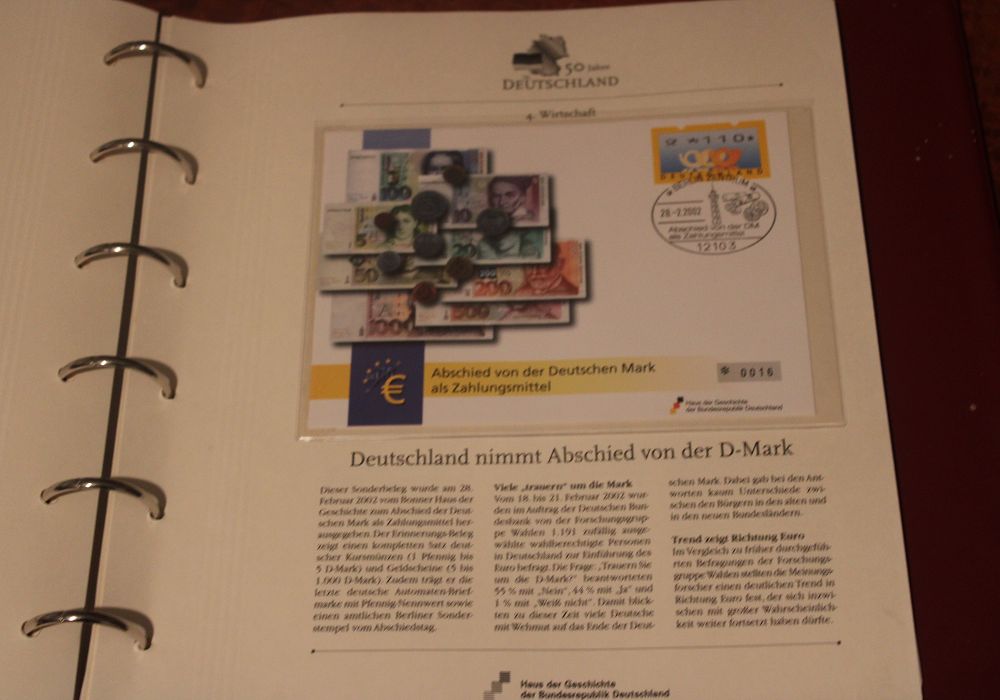 50 Jahre
DEUTSCHLAND
4. Wirtschaft
*110*
DEUTSCHLAND
BERLIN ZENTRUM
28.-2.2002
Abschied von der DM
als Zahlungsmittel
12103
5
10
5
50
200
500
1000
€
Abschied von der Deutschen Mark
als Zahlungsmittel
* 0016
Haus der Geschichte
der Bundesrepublik Deutschland
Deutschland nimmt Abschied von der D-Mark
Dieser Sonderbeleg wurde am 28.
Februar 2002 vom Bonner Haus der
Geschichte zum Abschied der Deut-
schen Mark als Zahlungsmittel her-
ausgegeben. Der Erinnerungs-Beleg
zeigt einen kompletten Satz deut-
scher Kursmünzen (1 Pfennig bis
5 D-Mark) und Geldscheine (5 bis
1.000 D-Mark). Zudem trägt er die
letzte deutsche Automaten-Brief-
marke mit Pfennig-Nennwert sowie
einen amtlichen Berliner Sonder-
stempel vom Abschiedstag.
Viele „trauern“ um die Mark
Vom 18. bis 21. Februar 2002 wur-
den im Auftrag der Deutschen Bun-
desbank von der Forschungsgrup-
pe Wahlen 1.191 zufällig ausge-
wählte wahlberechtigte Personen
in Deutschland zur Einführung des
Euro befragt. Die Frage: „Trauern Sie
um die D-Mark?“ beantworteten
55 % mit „Nein“, 44 % mit „Ja“ und
1 % mit „Weiß nicht“. Damit blick-
ten zu dieser Zeit viele Deutsche
mit Wehmut auf das Ende der Deut-
schen Mark. Dabei gab bei den Ant-
worten kaum Unterschiede zwi-
schen den Bürgern in den alten und
in den neuen Bundesländern.
Trend zeigt Richtung Euro
Im Vergleich zu früher durchgeführ-
ten Befragungen der Forschungs-
gruppe Wahlen stellten die Meinungs-
forscher einen deutlichen Trend in
Richtung Euro fest, der sich inzwi-
schen mit großer Wahrscheinlich-
keit weiter fortsetzt haben dürfte.
Haus der Geschichte
der Bundesrepublik Deutschland